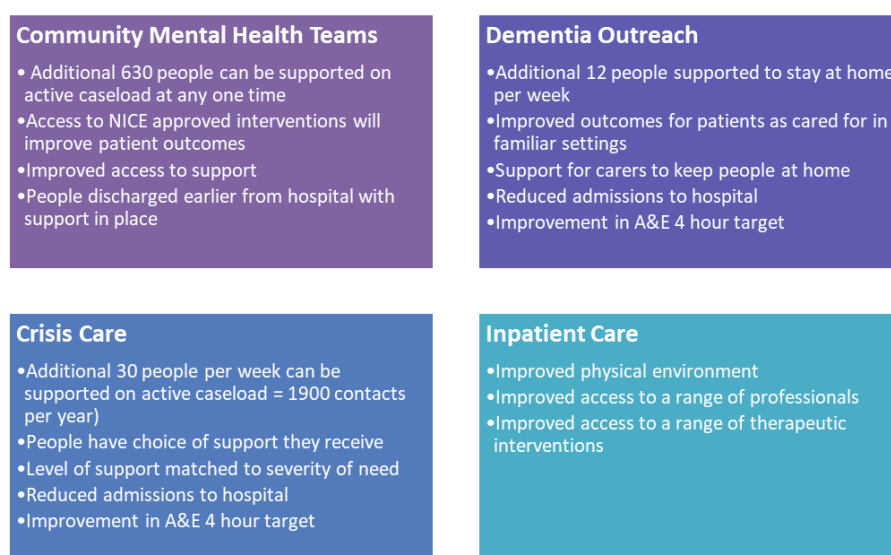 Community Mental Health Teams
• Additional 630 people can be supported on
active caseload at any one time
•Access to NICE approved interventions will
improve patient outcomes
•Improved access to support
•People discharged earlier from hospital with
support in place
Dementia Outreach
•Additional 12 people supported to stay at home
per week
•Improved outcomes for patients as cared for in
familiar settings
•Support for carers to keep people at home
•Reduced admissions to hospital
•Improvement in A&E 4 hour target
Crisis Care
•Additional 30 people per week can be
supported on active caseload = 1900 contacts
per year)
•People have choice of support they receive
•Level of support matched to severity of need
•Reduced admissions to hospital
•Improvement in A&E 4 hour target
Inpatient Care
•Improved physical environment
•Improved access to a range of professionals
•Improved access to a range of therapeutic
interventions